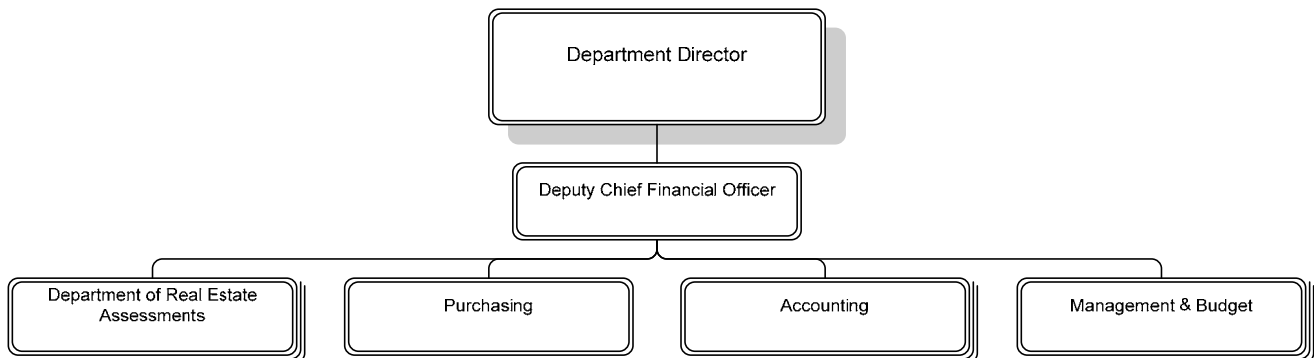 Department Director
Deputy Chief Financial Officer
Department of Real Estate
Assessments
Purchasing
Accounting
Management & Budget